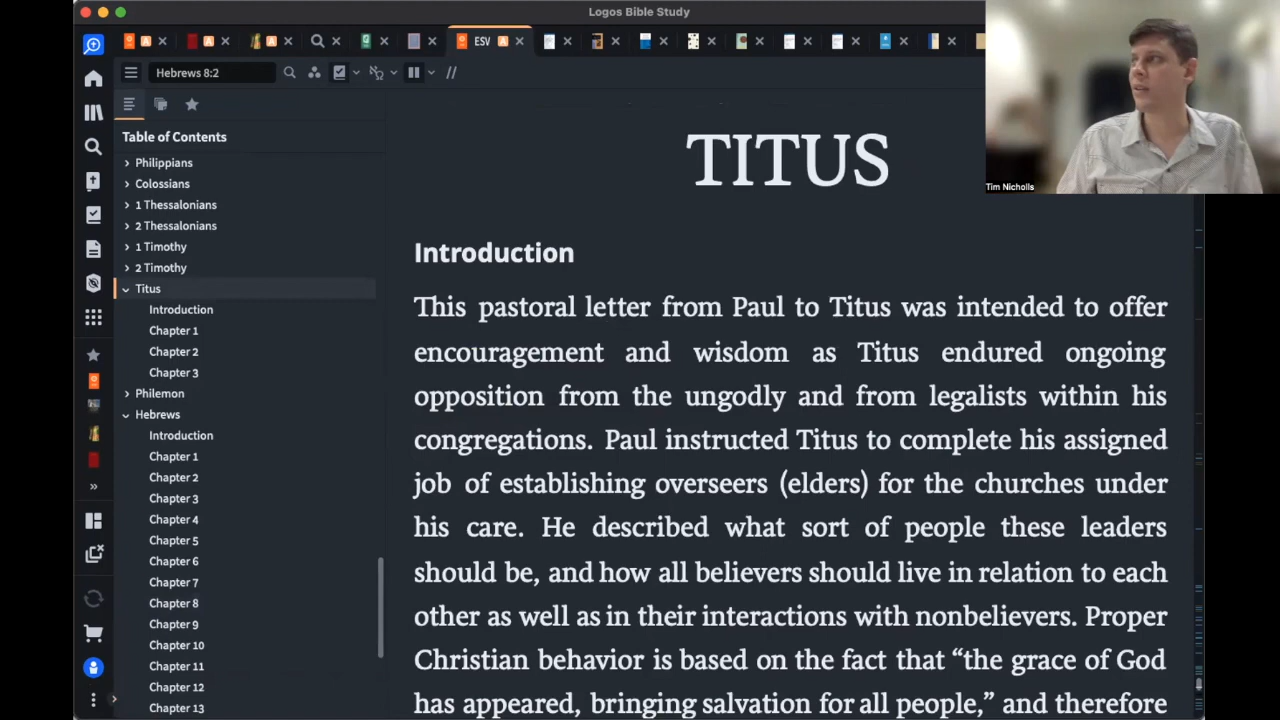 Logos Bible Study
A
A
A
ESV
A
Hebrews 8:2
Tim Nicholls
Table of Contents
Philippians
Colossians
1 Thessalonians
2 Thessalonians
1 Timothy
2 Timothy
Titus
Introduction
Chapter 1
Chapter 2
Chapter 3
Philemon
Hebrews
Introduction
Chapter 1
Chapter 2
Chapter 3
Chapter 4
Chapter 5
Chapter 6
Chapter 7
Chapter 8
Chapter 9
Chapter 10
Chapter 11
Chapter 12
Chapter 13
TITUS
Introduction
This pastoral letter from Paul to Titus was intended to offer
encouragement and wisdom as Titus endured ongoing
opposition from the ungodly and from legalists within his
congregations. Paul instructed Titus to complete his assigned
job of establishing overseers (elders) for the churches under
his care. He described what sort of people these leaders
should be, and how all believers should live in relation to each
other as well as in their interactions with nonbelievers. Proper
Christian behavior is based on the fact that “the grace of God
has appeared, bringing salvation for all people,” and therefore